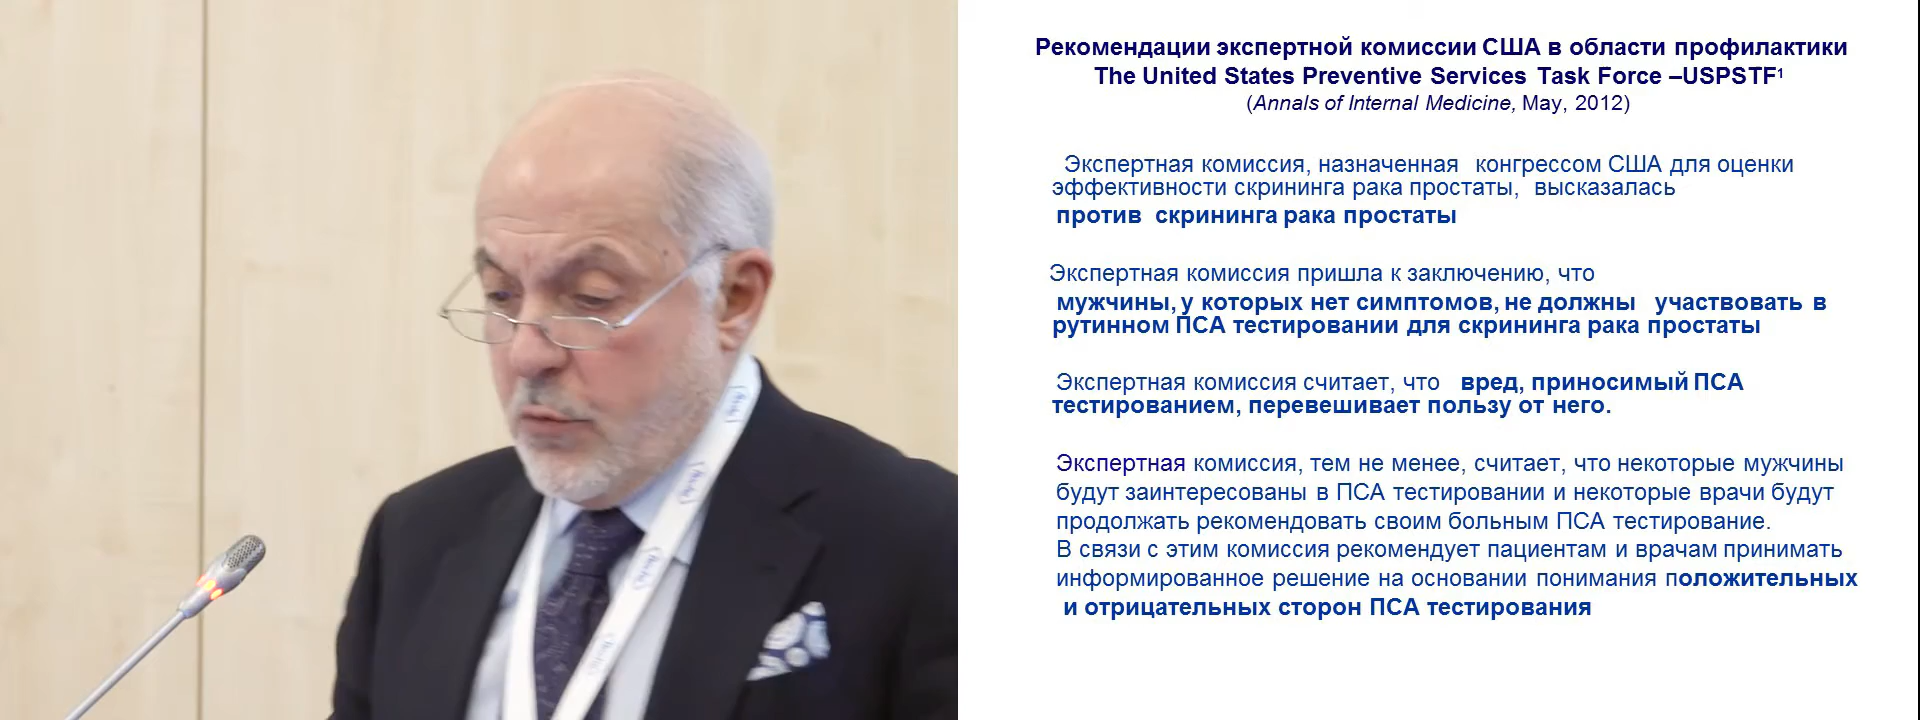 Рекомендации экспертной комиссии США в области профилактики
The United States Preventive Services Task Force –USPSTF¹
(Annals of Internal Medicine, May, 2012)
Экспертная комиссия, назначенная конгрессом США для оценки
эффективности скрининга рака простаты, высказалась
против скрининга рака простаты
Экспертная комиссия пришла к заключению, что
мужчины, у которых нет симптомов, не должны участвовать в
рутинном ПСА тестировании для скрининга рака простаты
Экспертная комиссия считает, что вред, приносимый ПСА
тестированием, перевешивает пользу от него.
Экспертная комиссия, тем не менее, считает, что некоторые мужчины
будут заинтересованы в ПСА тестировании и некоторые врачи будут
продолжать рекомендовать своим больным ПСА тестирование.
В связи с этим комиссия рекомендует пациентам и врачам принимать
информированное решение на основании понимания положительных
и отрицательных сторон ПСА тестирования